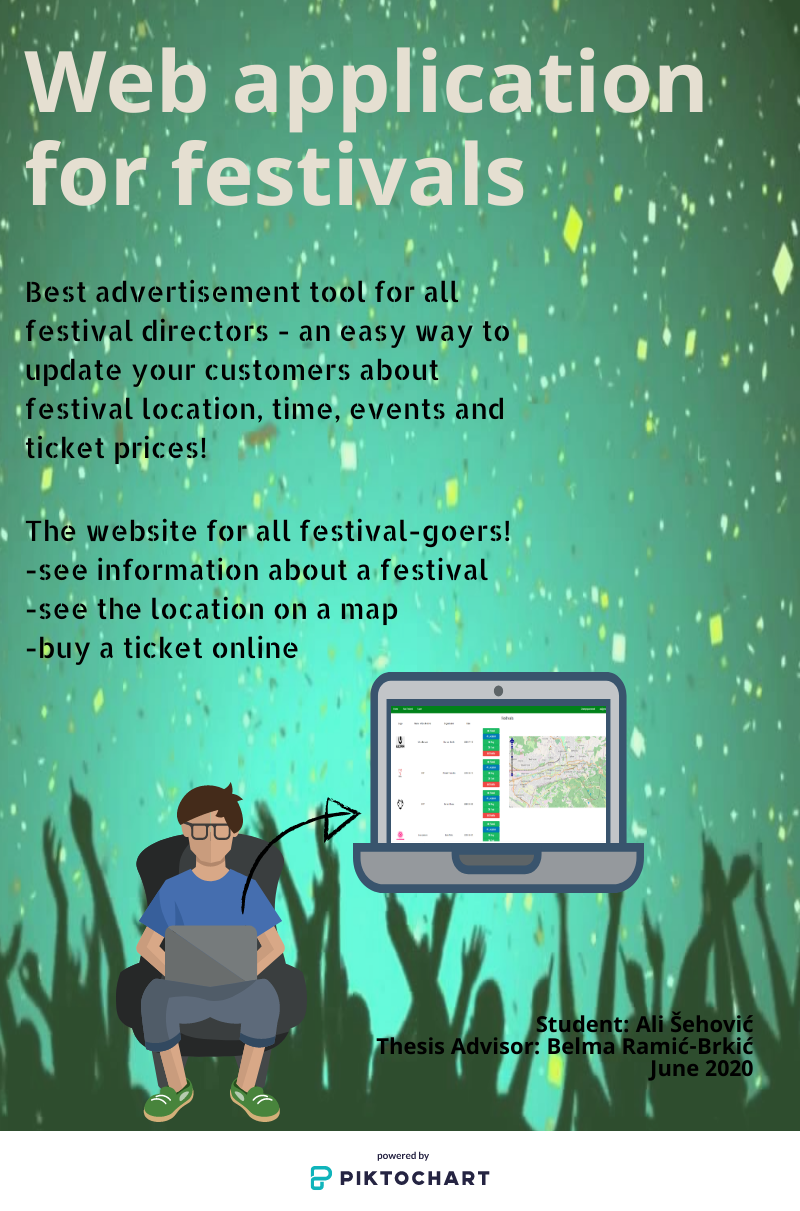 Web application
for festivals
Best advertisement tool for all
festival directors - an easy way to
update your customers about
festival location, time, events and
ticket prices!
The website for all festival-goers!
-see information about a festival
-see the location on a map
-buy a ticket online
Student: Ali Šehović
Thesis Advisor: Belma Ramić-Brkić
June 2020
powered by
PIKTOCHART